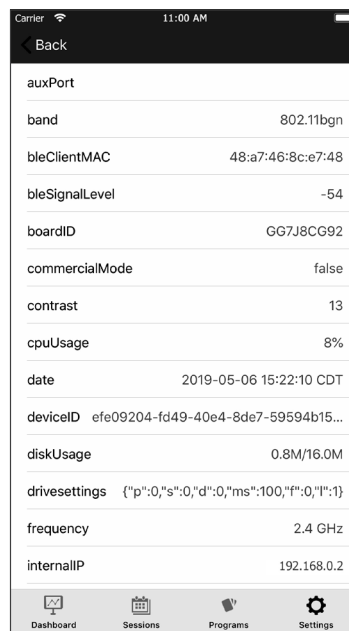 Carrier 11:00 AM
Back
auxPort
band 802.11bgn
bleClientMAC 48:a7:46:8c:e7:48
bleSignalLevel -54
boardID GG7J8CG92
commercialMode false
contrast 13
cpuUsage 8%
date 2019-05-06 15:22:10 CDT
deviceID efe09204-fd49-40e4-8de7-59594b15...
diskUsage 0.8M/16.0M
drivesettings {"p":0,"s":0,"d":0,"ms":100,"f":0,"l":1}
frequency 2.4 GHz
internalIP 192.168.0.2
Dashboard Sessions Programs Settings